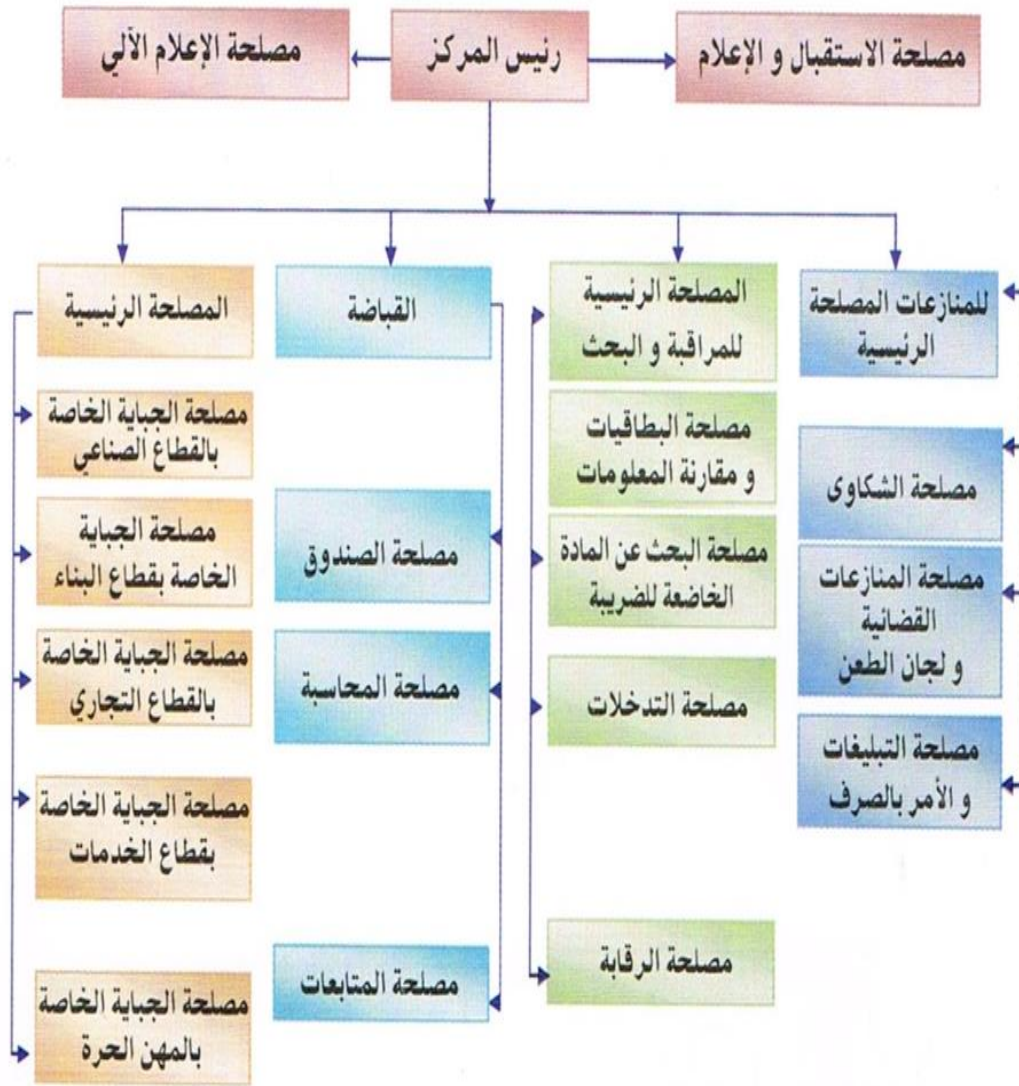 مصلحة الاستقبال و الإعلام
رئيس المركز
مصلحة الإعلام الآلي
للمنازعات المصلحة
الرئيسية
مصلحة الشكاوى
مصلحة المنازعات
القضائية
و لجان الطعن
مصلحة التبليغات
و الأمر بالصرف
المصلحة الرئيسية
للمراقبة و البحث
مصلحة البطاقيات
و مقارنة المعلومات
مصلحة البحث عن المادة
الخاضعة للضريبة
مصلحة التدخلات
مصلحة الرقابة
القباضة
مصلحة الصندوق
مصلحة المحاسبة
مصلحة المتابعات
المصلحة الرئيسية
مصلحة الجباية الخاصة
بالقطاع الصناعي
مصلحة الجباية
الخاصة بقطاع البناء
مصلحة الجباية الخاصة
بالقطاع التجاري
مصلحة الجباية الخاصة
بقطاع الخدمات
مصلحة الجباية الخاصة
بالمهن الحرة